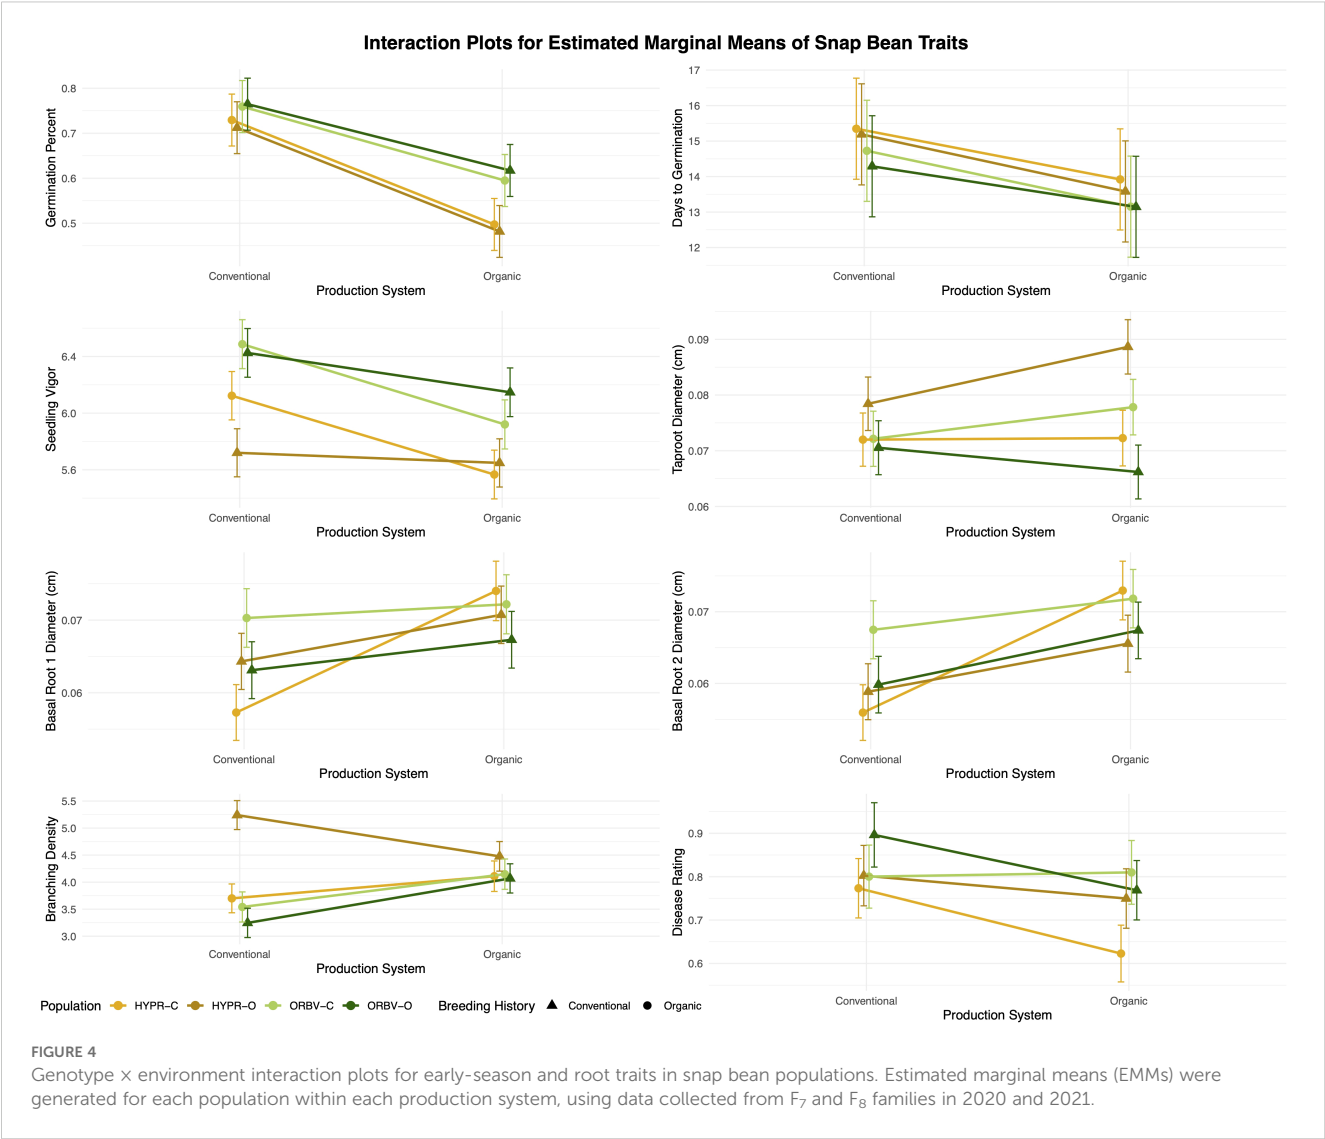 Interaction Plots for Estimated Marginal Means of Snap Bean Traits
Germination Percent
0.8
0.7
0.6
0.5
Conventional Organic
Production System
Days to Germination
17
16
15
14
13
12
Conventional Organic
Production System
Seedling Vigor
6.4
6.0
5.6
Conventional Organic
Production System
Taproot Diameter (cm)
0.09
0.08
0.07
0.06
Conventional Organic
Production System
Basal Root 1 Diameter (cm)
0.07
0.06
Conventional Organic
Production System
Basal Root 2 Diameter (cm)
0.07
0.06
Conventional Organic
Production System
Branching Density
5.5
5.0
4.5
4.0
3.5
3.0
Conventional Organic
Production System
Disease Rating
0.9
0.8
0.7
0.6
Conventional Organic
Production System
Population HYPR−C HYPR−O ORBV−C ORBV−O Breeding History Conventional Organic
FIGURE 4
Genotype × environment interaction plots for early-season and root traits in snap bean populations. Estimated marginal means (EMMs) were
generated for each population within each production system, using data collected from F₇ and F₈ families in 2020 and 2021.